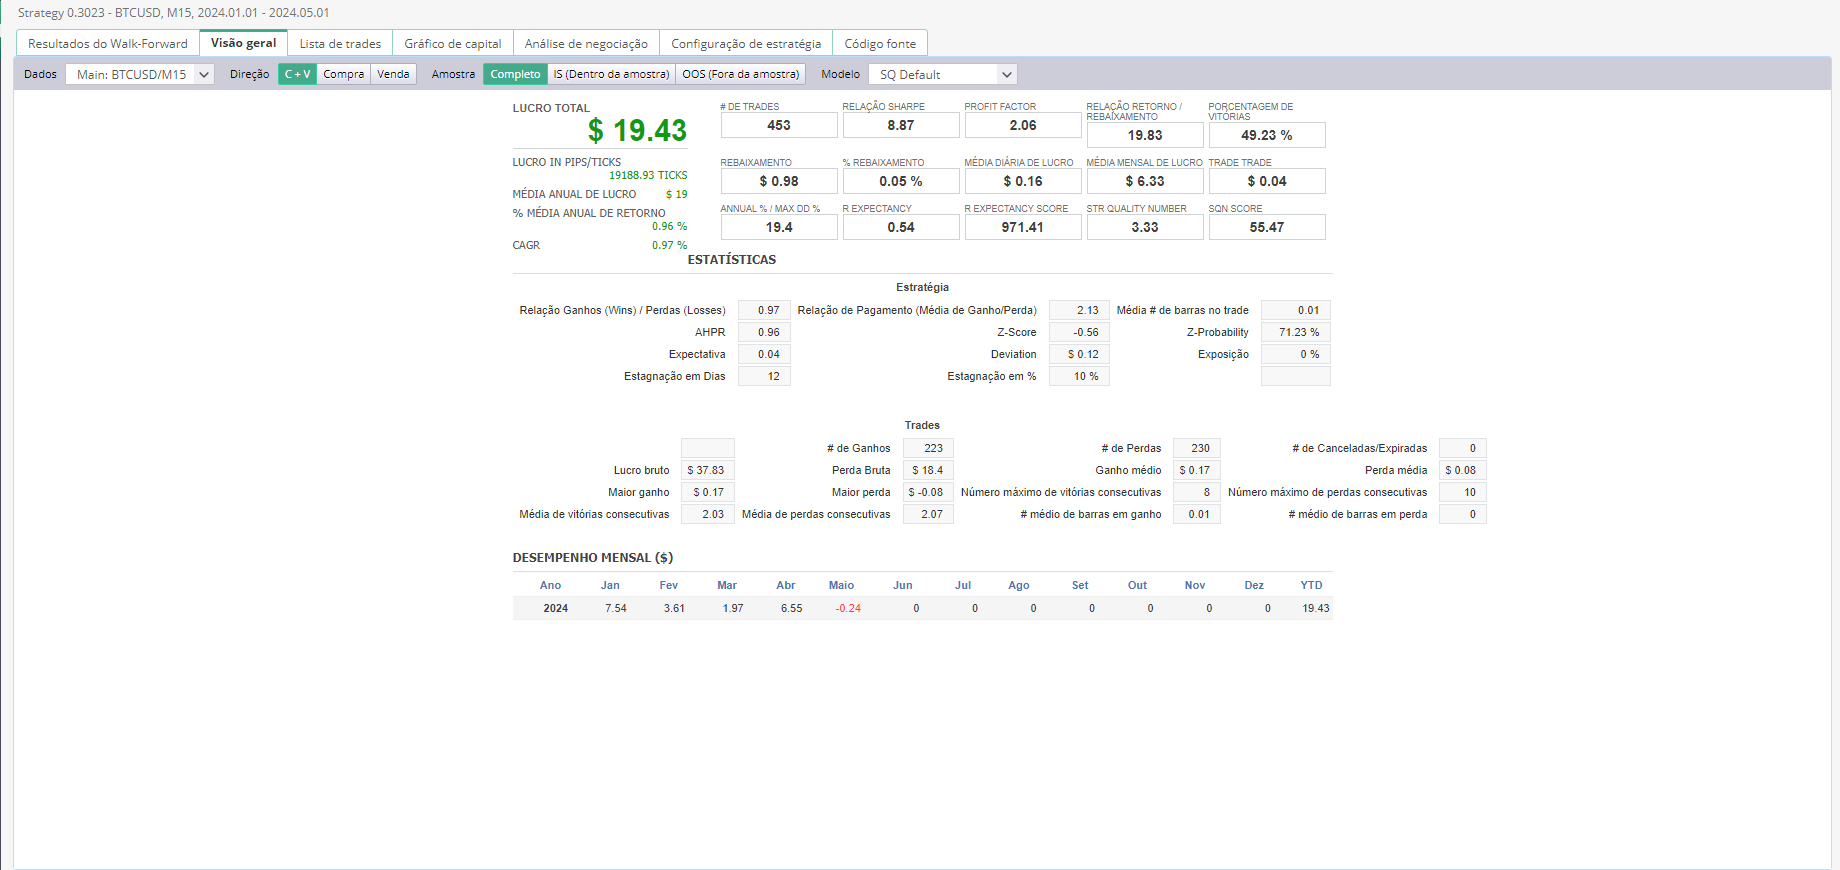 Strategy 0.3023 - BTCUSD, M15, 2024.01.01 - 2024.05.01
Resultados do Walk-Forward Visão geral Lista de trades Gráfico de capital Análise de negociação Configuração de estratégia Código fonte
Dados Main: BTCUSD/M15 Direção C + V Compra Venda Amostra Completo IS (Dentro da amostra) OOS (Fora da amostra) Modelo SQ Default
LUCRO TOTAL
$ 19.43
LUCRO IN PIPS/TICKS
19188.93 TICKS
MÉDIA ANUAL DE LUCRO $ 19
% MÉDIA ANUAL DE RETORNO
0.96 %
CAGR 0.97 %
# DE TRADES RELAÇÃO SHARPE PROFIT FACTOR RELAÇÃO RETORNO / REBAIXAMENTO PORCENTAGEM DE VITÓRIAS
453 8.87 2.06 19.83 49.23 %
REBAIXAMENTO % REBAIXAMENTO MÉDIA DIÁRIA DE LUCRO MÉDIA MENSAL DE LUCRO TRADE TRADE
$ 0.98 0.05 % $ 0.16 $ 6.33 $ 0.04
ANNUAL % / MAX DD % R EXPECTANCY R EXPECTANCY SCORE STR QUALITY NUMBER SQN SCORE
19.4 0.54 971.41 3.33 55.47
ESTATÍSTICAS
Estratégia
Relação Ganhos (Wins) / Perdas (Losses) 0.97 Relação de Pagamento (Média de Ganho/Perda) 2.13 Média # de barras no trade 0.01
AHPR 0.96 Z-Score -0.56 Z-Probability 71.23 %
Expectativa 0.04 Deviation $ 0.12 Exposição 0 %
Estagnação em Dias 12 Estagnação em % 10 %
Trades
# de Ganhos 223 # de Perdas 230 # de Canceladas/Expiradas 0
Lucro bruto $ 37.83 Perda Bruta $ 18.4 Ganho médio $ 0.17 Perda média $ 0.08
Maior ganho $ 0.17 Maior perda $ -0.08 Número máximo de vitórias consecutivas 8 Número máximo de perdas consecutivas 10
Média de vitórias consecutivas 2.03 Média de perdas consecutivas 2.07 # médio de barras em ganho 0.01 # médio de barras em perda 0
DESEMPENHO MENSAL ($)
Ano Jan Fev Mar Abr Maio Jun Jul Ago Set Out Nov Dez YTD
2024 7.54 3.61 1.97 6.55 -0.24 0 0 0 0 0 0 0 19.43